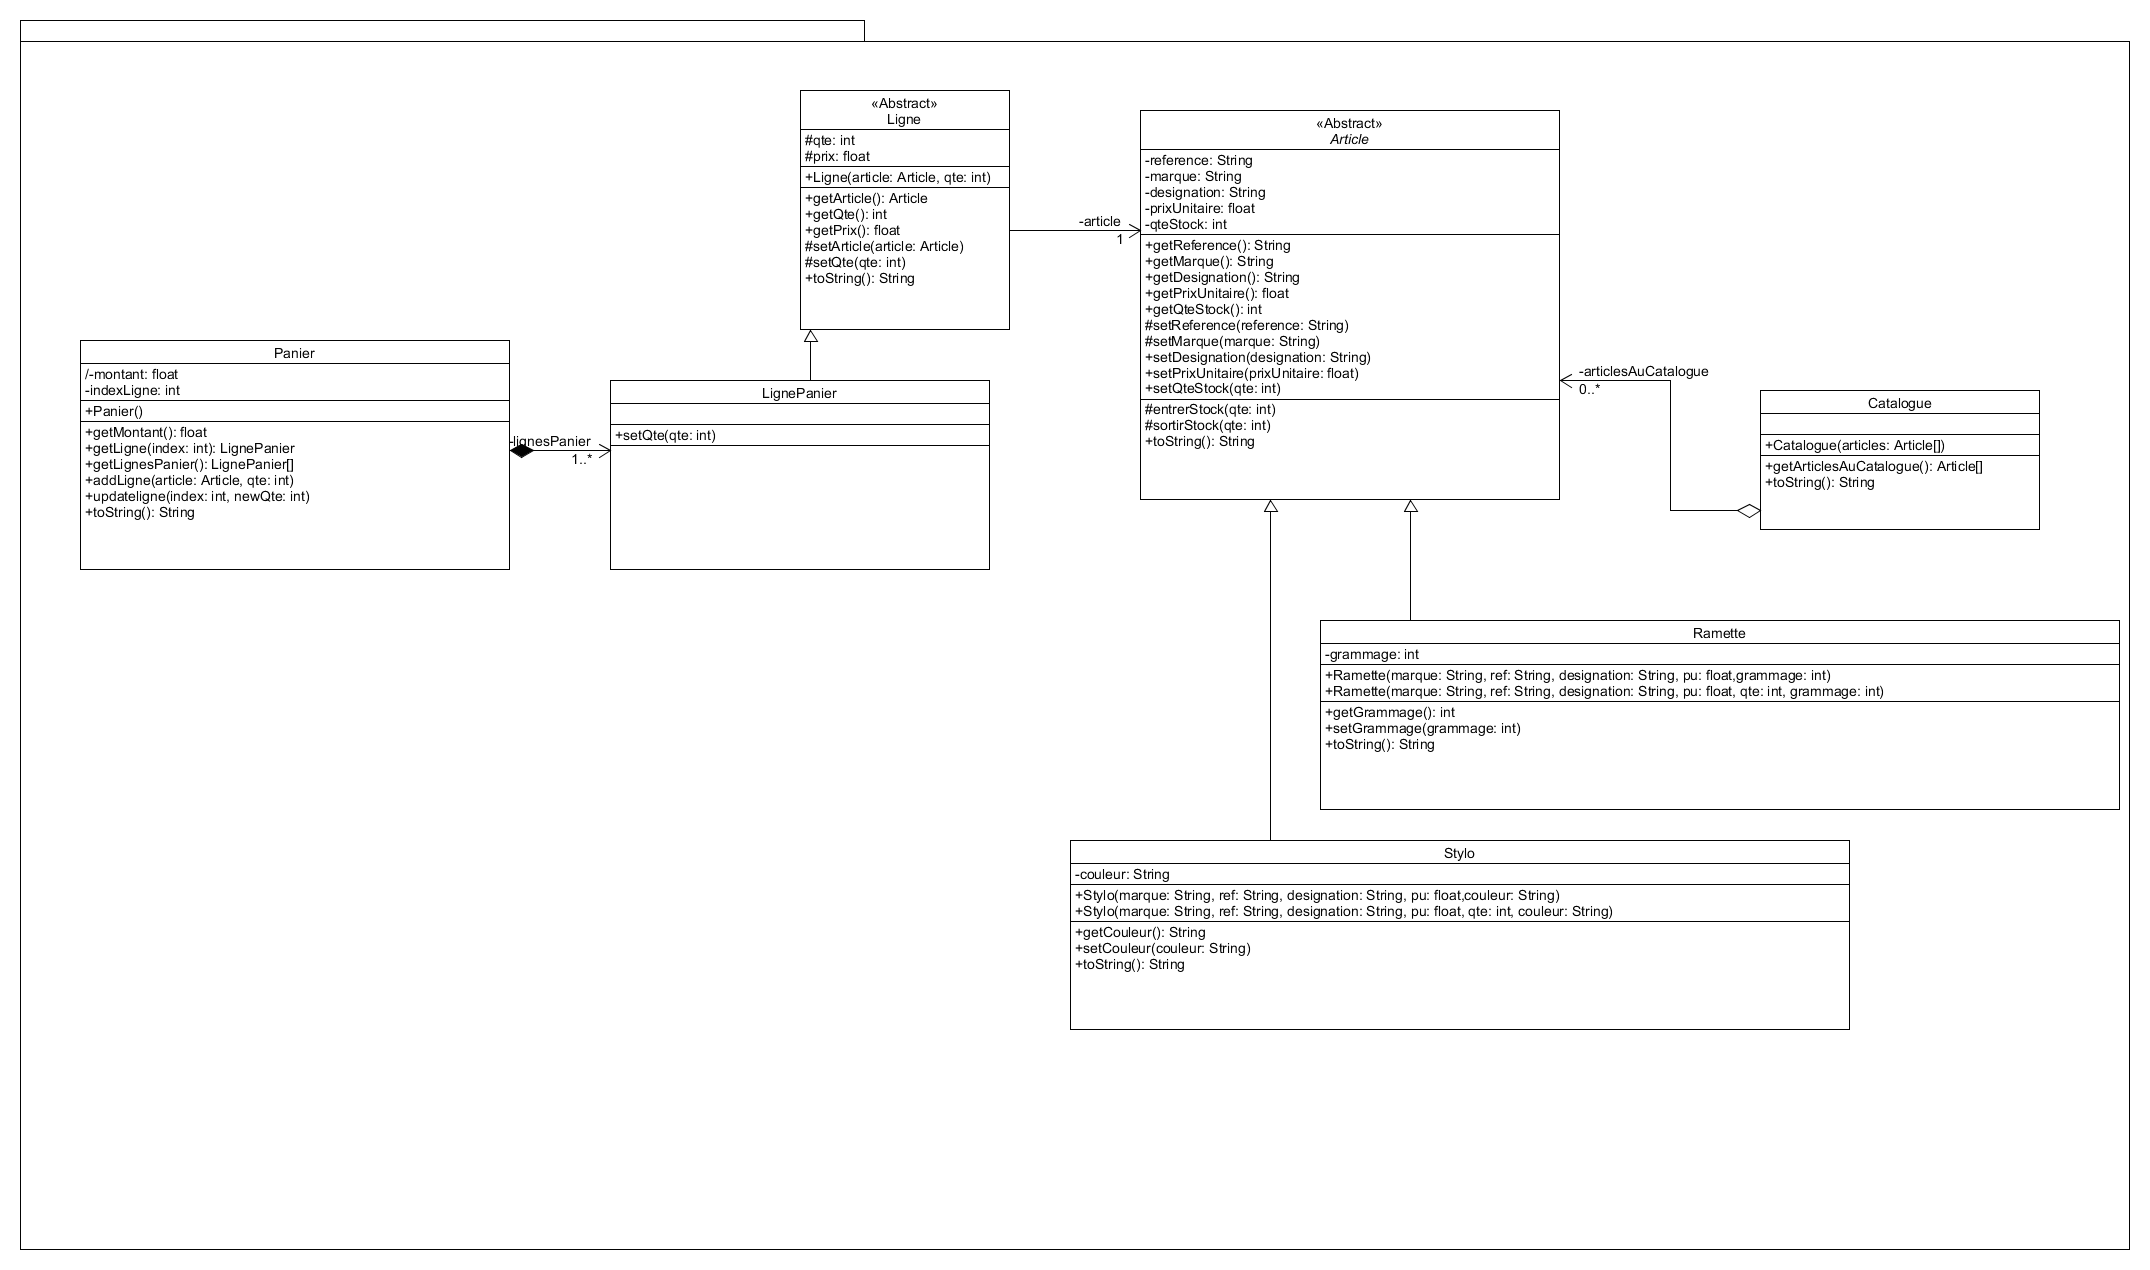 «Abstract»
Ligne
#qte: int
#prix: float
+Ligne(article: Article, qte: int)
+getArticle(): Article
+getQte(): int
+getPrix(): float
#setArticle(article: Article)
#setQte(qte: int)
+toString(): String
-article
1
«Abstract»
Article
-reference: String
-marque: String
-designation: String
-prixUnitaire: float
-qteStock: int
+getReference(): String
+getMarque(): String
+getDesignation(): String
+getPrixUnitaire(): float
+getQteStock(): int
#setReference(reference: String)
#setMarque(marque: String)
+setDesignation(designation: String)
+setPrixUnitaire(prixUnitaire: float)
+setQteStock(qte: int)
#entrerStock(qte: int)
#sortirStock(qte: int)
+toString(): String
Panier
/-montant: float
-indexLigne: int
+Panier()
+getMontant(): float
+getLigne(index: int): LignePanier
+getLignesPanier(): LignePanier[]
+addLigne(article: Article, qte: int)
+updateligne(index: int, newQte: int)
+toString(): String
-lignesPanier
1..*
LignePanier
+setQte(qte: int)
-articlesAuCatalogue
0..*
Catalogue
+Catalogue(articles: Article[])
+getArticlesAuCatalogue(): Article[]
+toString(): String
Ramette
-grammage: int
+Ramette(marque: String, ref: String, designation: String, pu: float,grammage: int)
+Ramette(marque: String, ref: String, designation: String, pu: float, qte: int, grammage: int)
+getGrammage(): int
+setGrammage(grammage: int)
+toString(): String
Stylo
-couleur: String
+Stylo(marque: String, ref: String, designation: String, pu: float,couleur: String)
+Stylo(marque: String, ref: String, designation: String, pu: float, qte: int, couleur: String)
+getCouleur(): String
+setCouleur(couleur: String)
+toString(): String